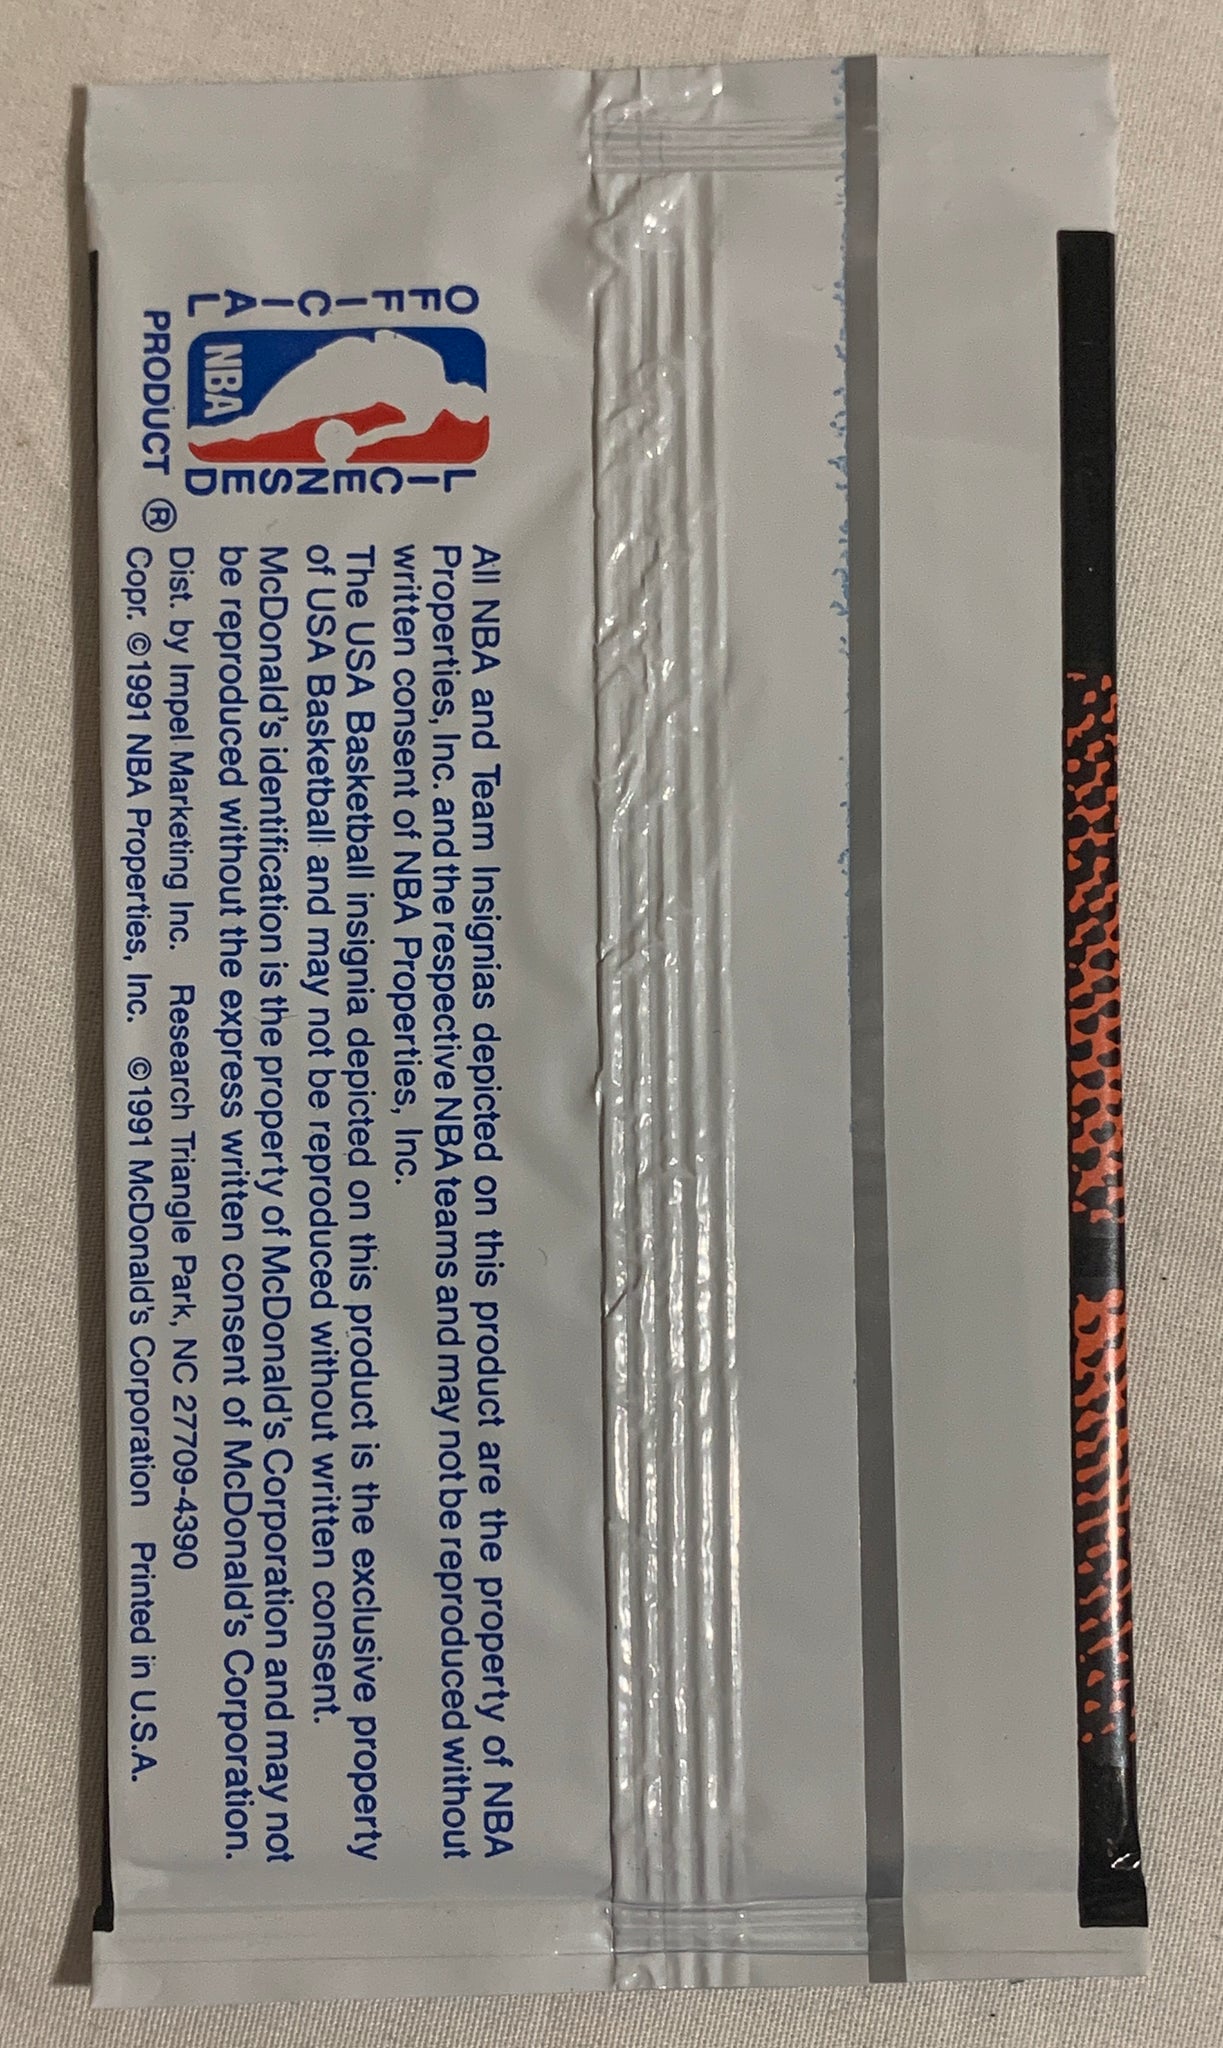 OFFICIAL
NBA
LICENSED
PRODUCT ®
All NBA and Team Insignias depicted on this product are the property of NBA
Properties, Inc. and the respective NBA teams and may not be reproduced without
written consent of NBA Properties, Inc.
The USA Basketball insignia depicted on this product is the exclusive property
of USA Basketball and may not be reproduced without written consent.
McDonald's identification is the property of McDonald's Corporation and may not
be reproduced without the express written consent of McDonald's Corporation.
Dist. by Impel Marketing Inc. Research Triangle Park, NC 27709-4390
Copr. ©1991 NBA Properties, Inc. ©1991 McDonald's Corporation Printed in U.S.A.